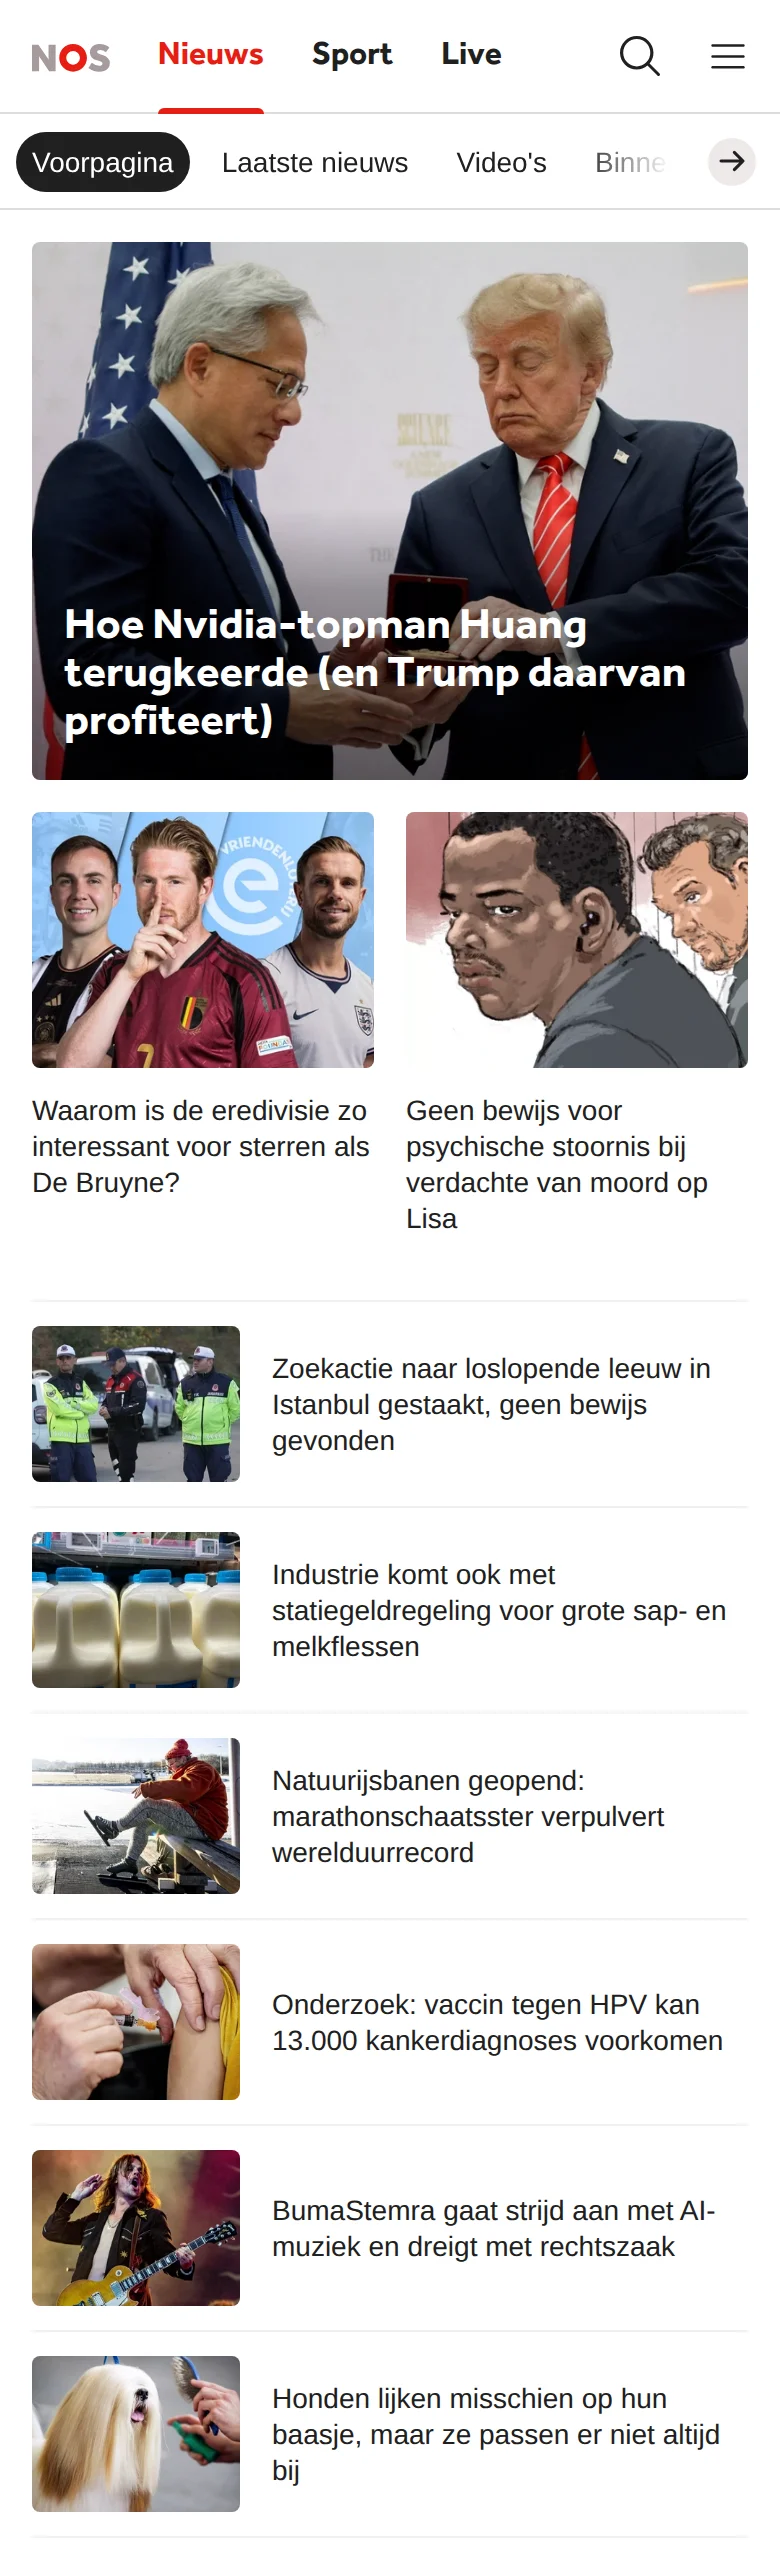 NOS Nieuws Sport Live
Voorpagina Laatste nieuws Video's Binne
Hoe Nvidia-topman Huang
terugkeerde (en Trump daarvan
profiteert)
VRIENDENLOTERIJ
Waarom is de eredivisie zo
interessant voor sterren als
De Bruyne?
Geen bewijs voor
psychische stoornis bij
verdachte van moord op
Lisa
Zoekactie naar loslopende leeuw in
Istanbul gestaakt, geen bewijs
gevonden
Industrie komt ook met
statiegeldregeling voor grote sap- en
melkflessen
Natuurijsbanen geopend:
marathonschaatsster verpulvert
werelduurrecord
Onderzoek: vaccin tegen HPV kan
13.000 kankerdiagnoses voorkomen
BumaStemra gaat strijd aan met AI-
muziek en dreigt met rechtszaak
Honden lijken misschien op hun
baasje, maar ze passen er niet altijd
bij